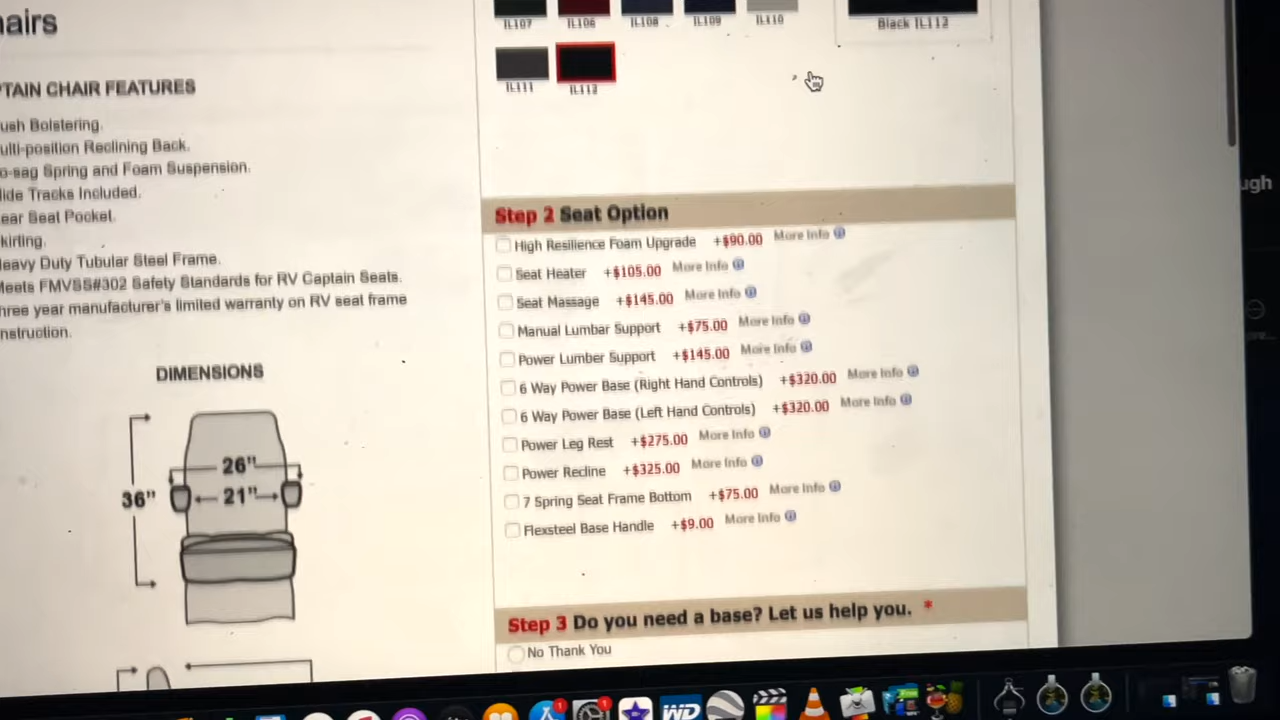 hairs
TAIN CHAIR FEATURES
ush Bolstering.
ulti-position Reclining Back.
o-sag Spring and Foam Suspension.
lide Tracks Included.
ear Seat Pocket.
kirting.
eavy Duty Tubular Steel Frame.
Meets FMVSS#302 Safety Standards for RV Captain Seats.
hree year manufacturer's limited warranty on RV seat frame
nstruction.
DIMENSIONS
26"
36"
21"
IL107 IL106 IL108 IL109 IL110
Black IL112
IL111 IL112
Step 2 Seat Option
High Resilience Foam Upgrade +$90.00 More Info
Seat Heater +$105.00 More Info
Seat Massage +$145.00 More Info
Manual Lumbar Support +$75.00 More Info
Power Lumber Support +$145.00 More Info
6 Way Power Base (Right Hand Controls) +$320.00 More Info
6 Way Power Base (Left Hand Controls) +$320.00 More Info
Power Leg Rest +$275.00 More Info
Power Recline +$325.00 More Info
7 Spring Seat Frame Bottom +$75.00 More Info
Flexsteel Base Handle +$9.00 More Info
Step 3 Do you need a base? Let us help you. *
No Thank You
ugh
WD
1
1